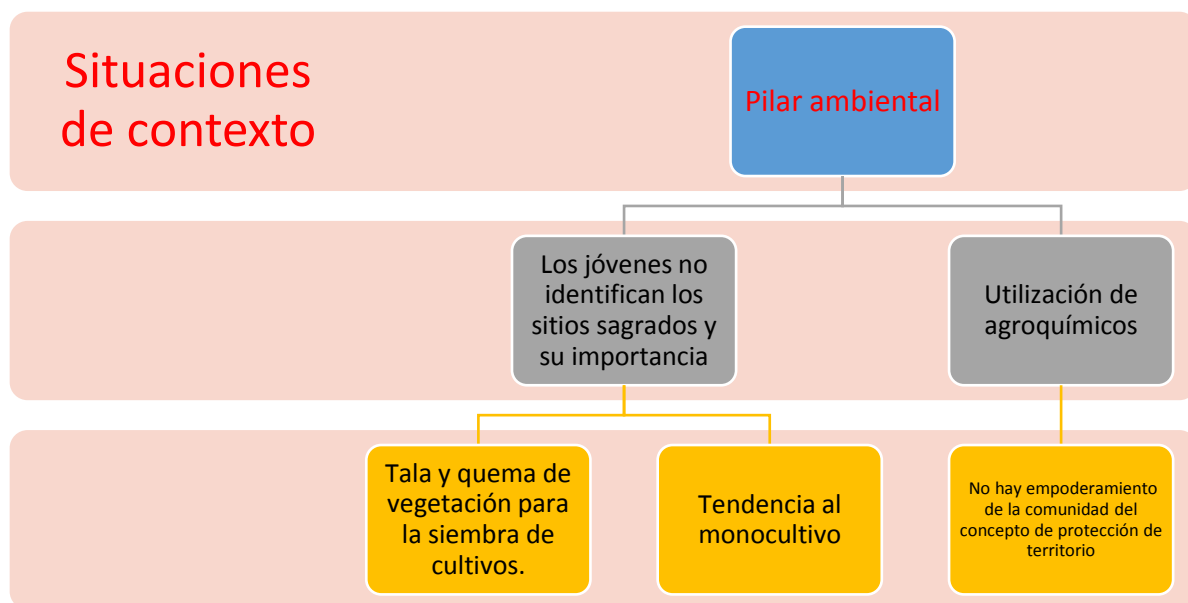 Situaciones
de contexto
Pilar ambiental
Los jóvenes no
identifican los
sitios sagrados y
su importancia
Utilización de
agroquímicos
Tala y quema de
vegetación para
la siembra de
cultivos.
Tendencia al
monocultivo
No hay empoderamiento
de la comunidad del
concepto de protección de
territorio